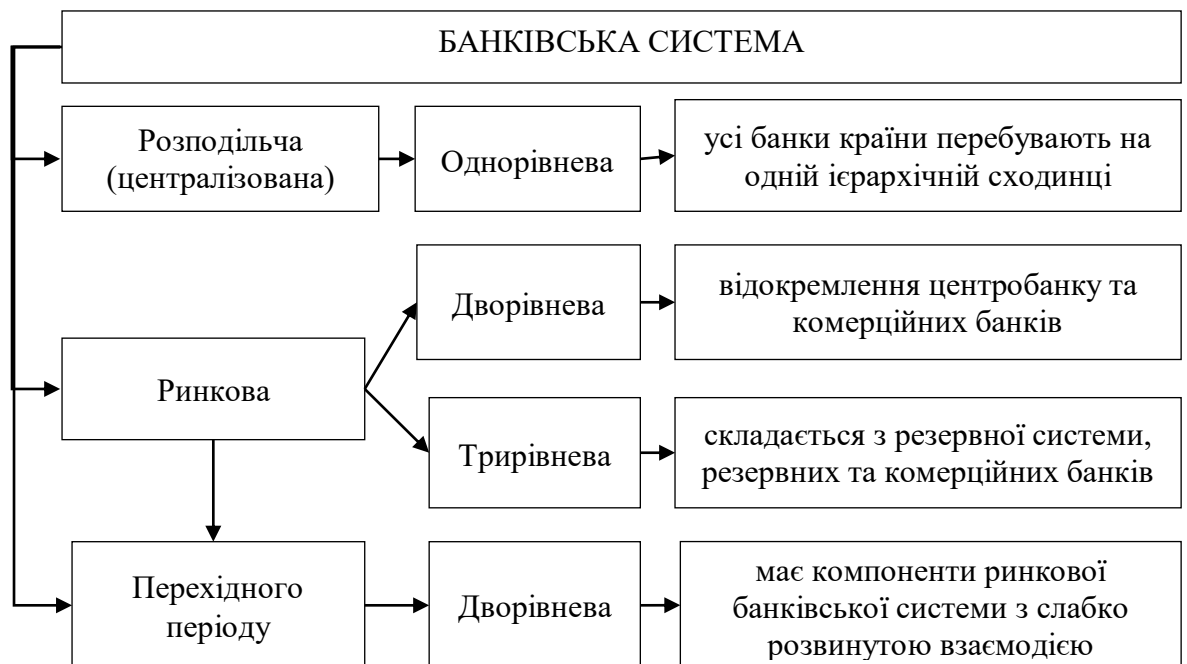 БАНКІВСЬКА СИСТЕМА
Розподільча
(централізована)
Однорівнева
усі банки країни перебувають на
одній ієрархічній сходинці
Дворівнева
відокремлення центробанку та
комерційних банків
Ринкова
Трирівнева
складається з резервної системи,
резервних та комерційних банків
Перехідного
періоду
Дворівнева
має компоненти ринкової
банківської системи з слабко
розвинутою взаємодією